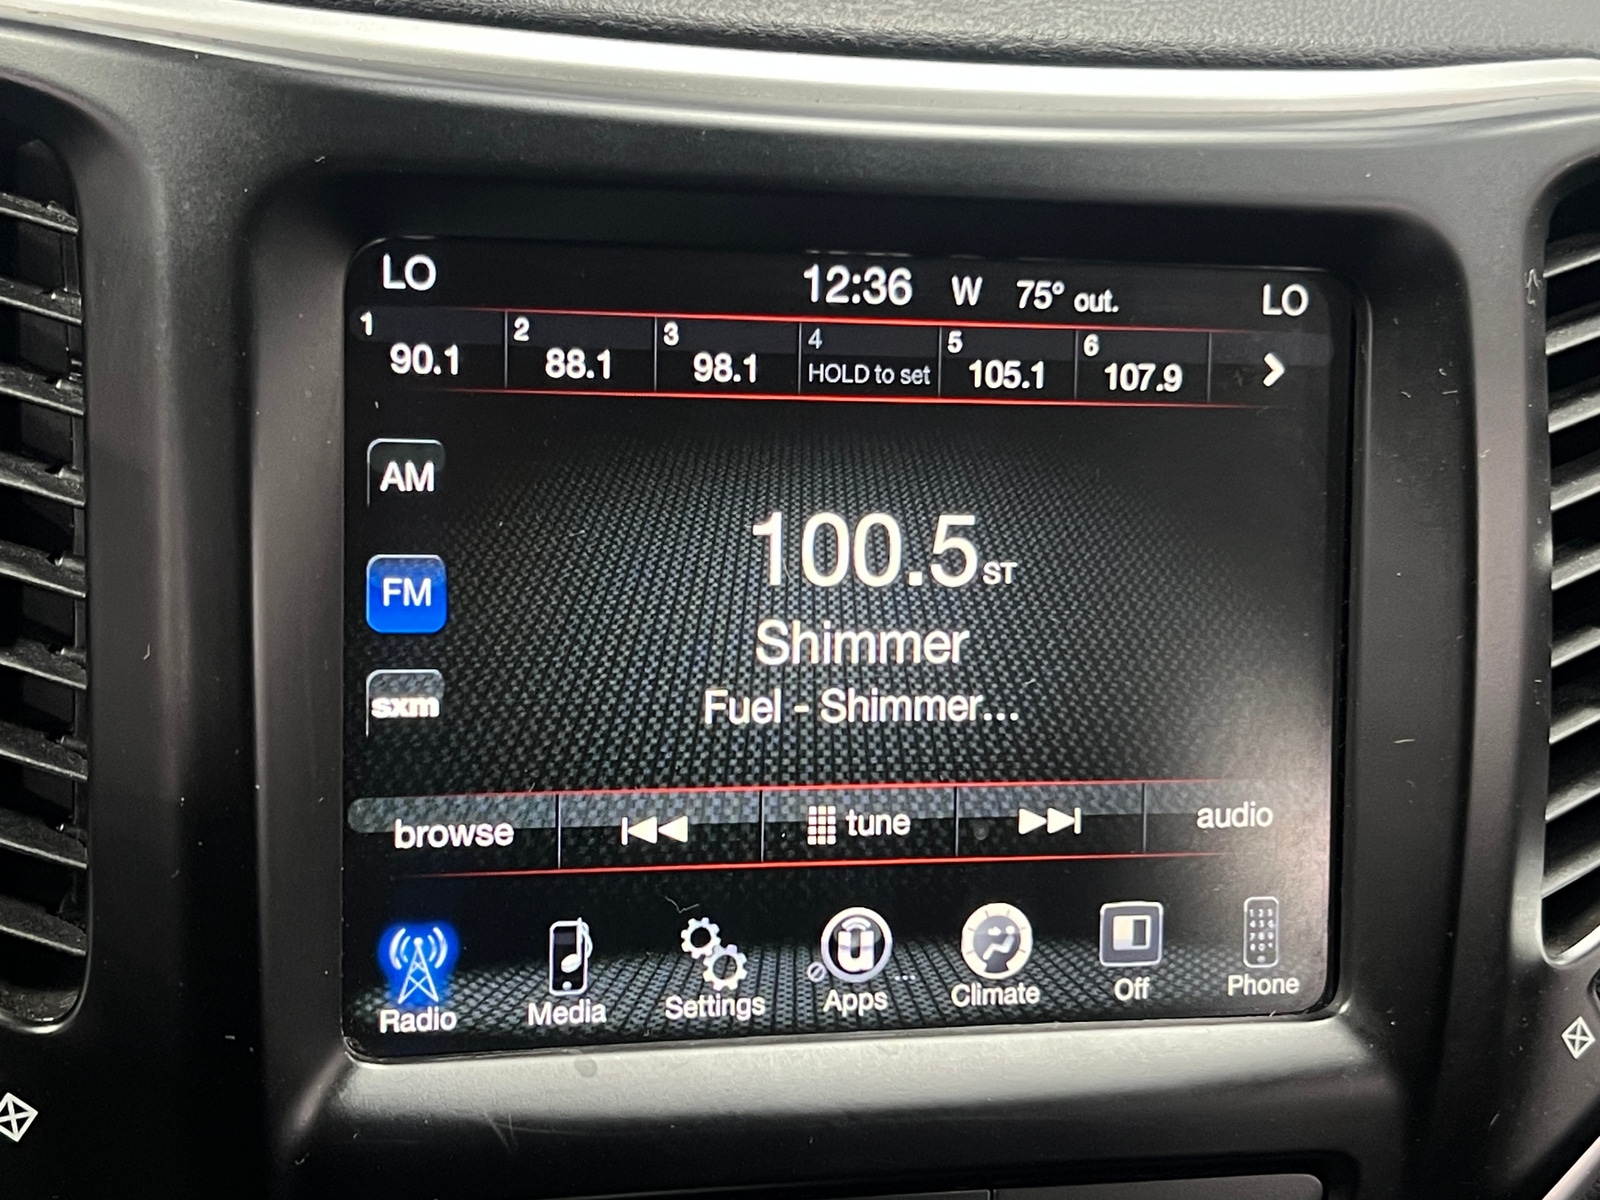 LO 12:36 W 75° out. LO
1 90.1 2 88.1 3 98.1 4 HOLD to set 5 105.1 6 107.9
AM
100.5 ST
FM
Shimmer
sxm
Fuel - Shimmer...
browse tune audio
Radio Media Settings Apps ... Climate Off Phone